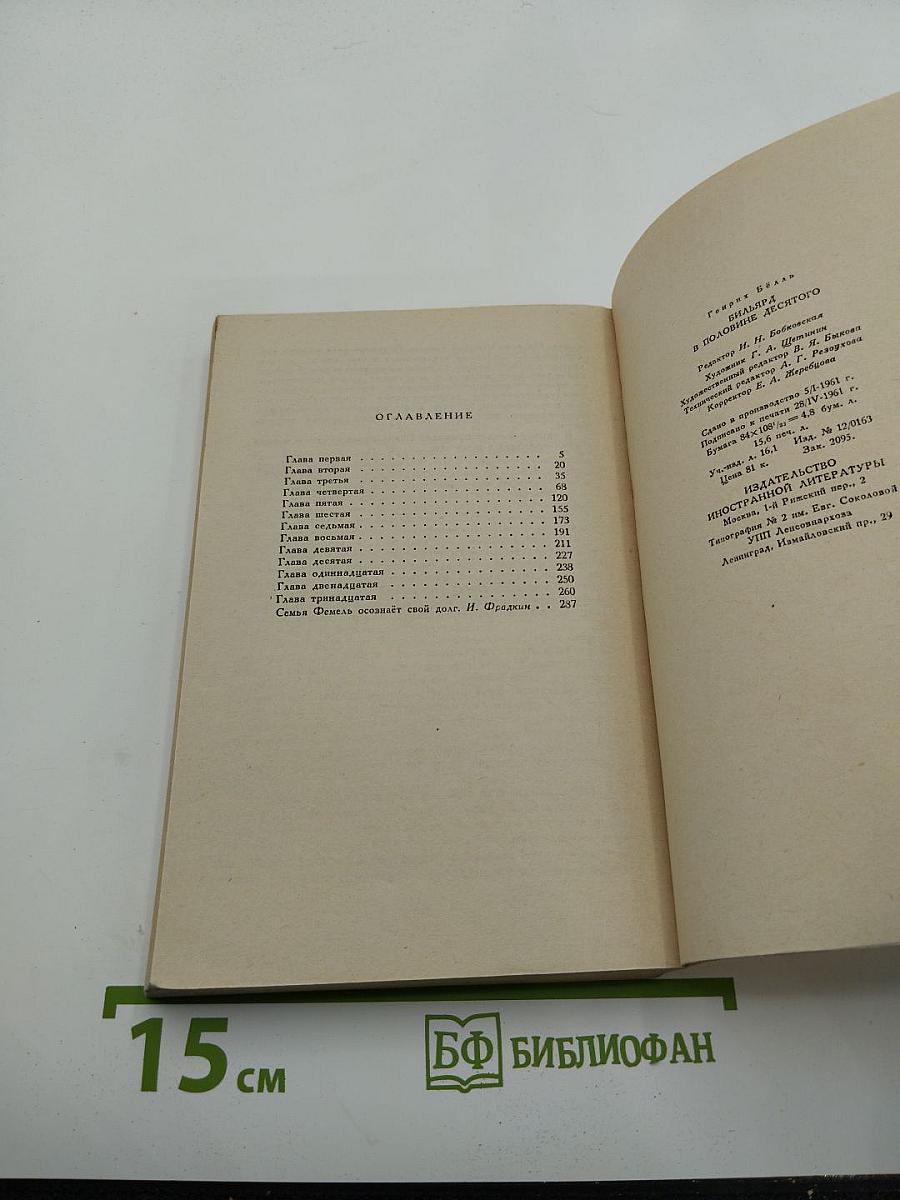 ОГЛАВЛЕНИЕ
Глава первая . . . . . . . . . . . . . . . . . . 5
Глава вторая . . . . . . . . . . . . . . . . . . 20
Глава третья . . . . . . . . . . . . . . . . . . 35
Глава четвертая . . . . . . . . . . . . . . . . 68
Глава пятая . . . . . . . . . . . . . . . . . . 120
Глава шестая . . . . . . . . . . . . . . . . . . 155
Глава седьмая . . . . . . . . . . . . . . . . . 173
Глава восьмая . . . . . . . . . . . . . . . . . 191
Глава девятая . . . . . . . . . . . . . . . . . 211
Глава десятая . . . . . . . . . . . . . . . . . 227
Глава одиннадцатая . . . . . . . . . . . . . . 238
Глава двенадцатая . . . . . . . . . . . . . . 250
Глава тринадцатая . . . . . . . . . . . . . . 260
Семья Фемель осознаёт свой долг. И. Фрадкин . . 287
Генрих Бёлль
БИЛЬЯРД
В ПОЛОВИНЕ ДЕСЯТОГО
Редактор И. Н. Бобковская
Художник Г. А. Щетинин
Художественный редактор В. Я. Быкова
Технический редактор А. Г. Резоухова
Корректор Е. А. Жеребцова
Сдано в производство 5/I-1961 г.
Подписано к печати 28/IV-1961 г.
Бумага 84×108¹/₃₂ = 4,8 бум. л.
15,6 печ. л.
Уч.-изд. л. 16,1 Изд. № 12/0163
Цена 81 к. Зак. 2095.
ИЗДАТЕЛЬСТВО
ИНОСТРАННОЙ ЛИТЕРАТУРЫ
Москва, 1-й Рижский пер., 2
Типография № 2 им. Евг. Соколовой
УПП Ленсовнархоза
Ленинград, Измайловский пр., 29
15 см
БФ БИБЛИОФАН